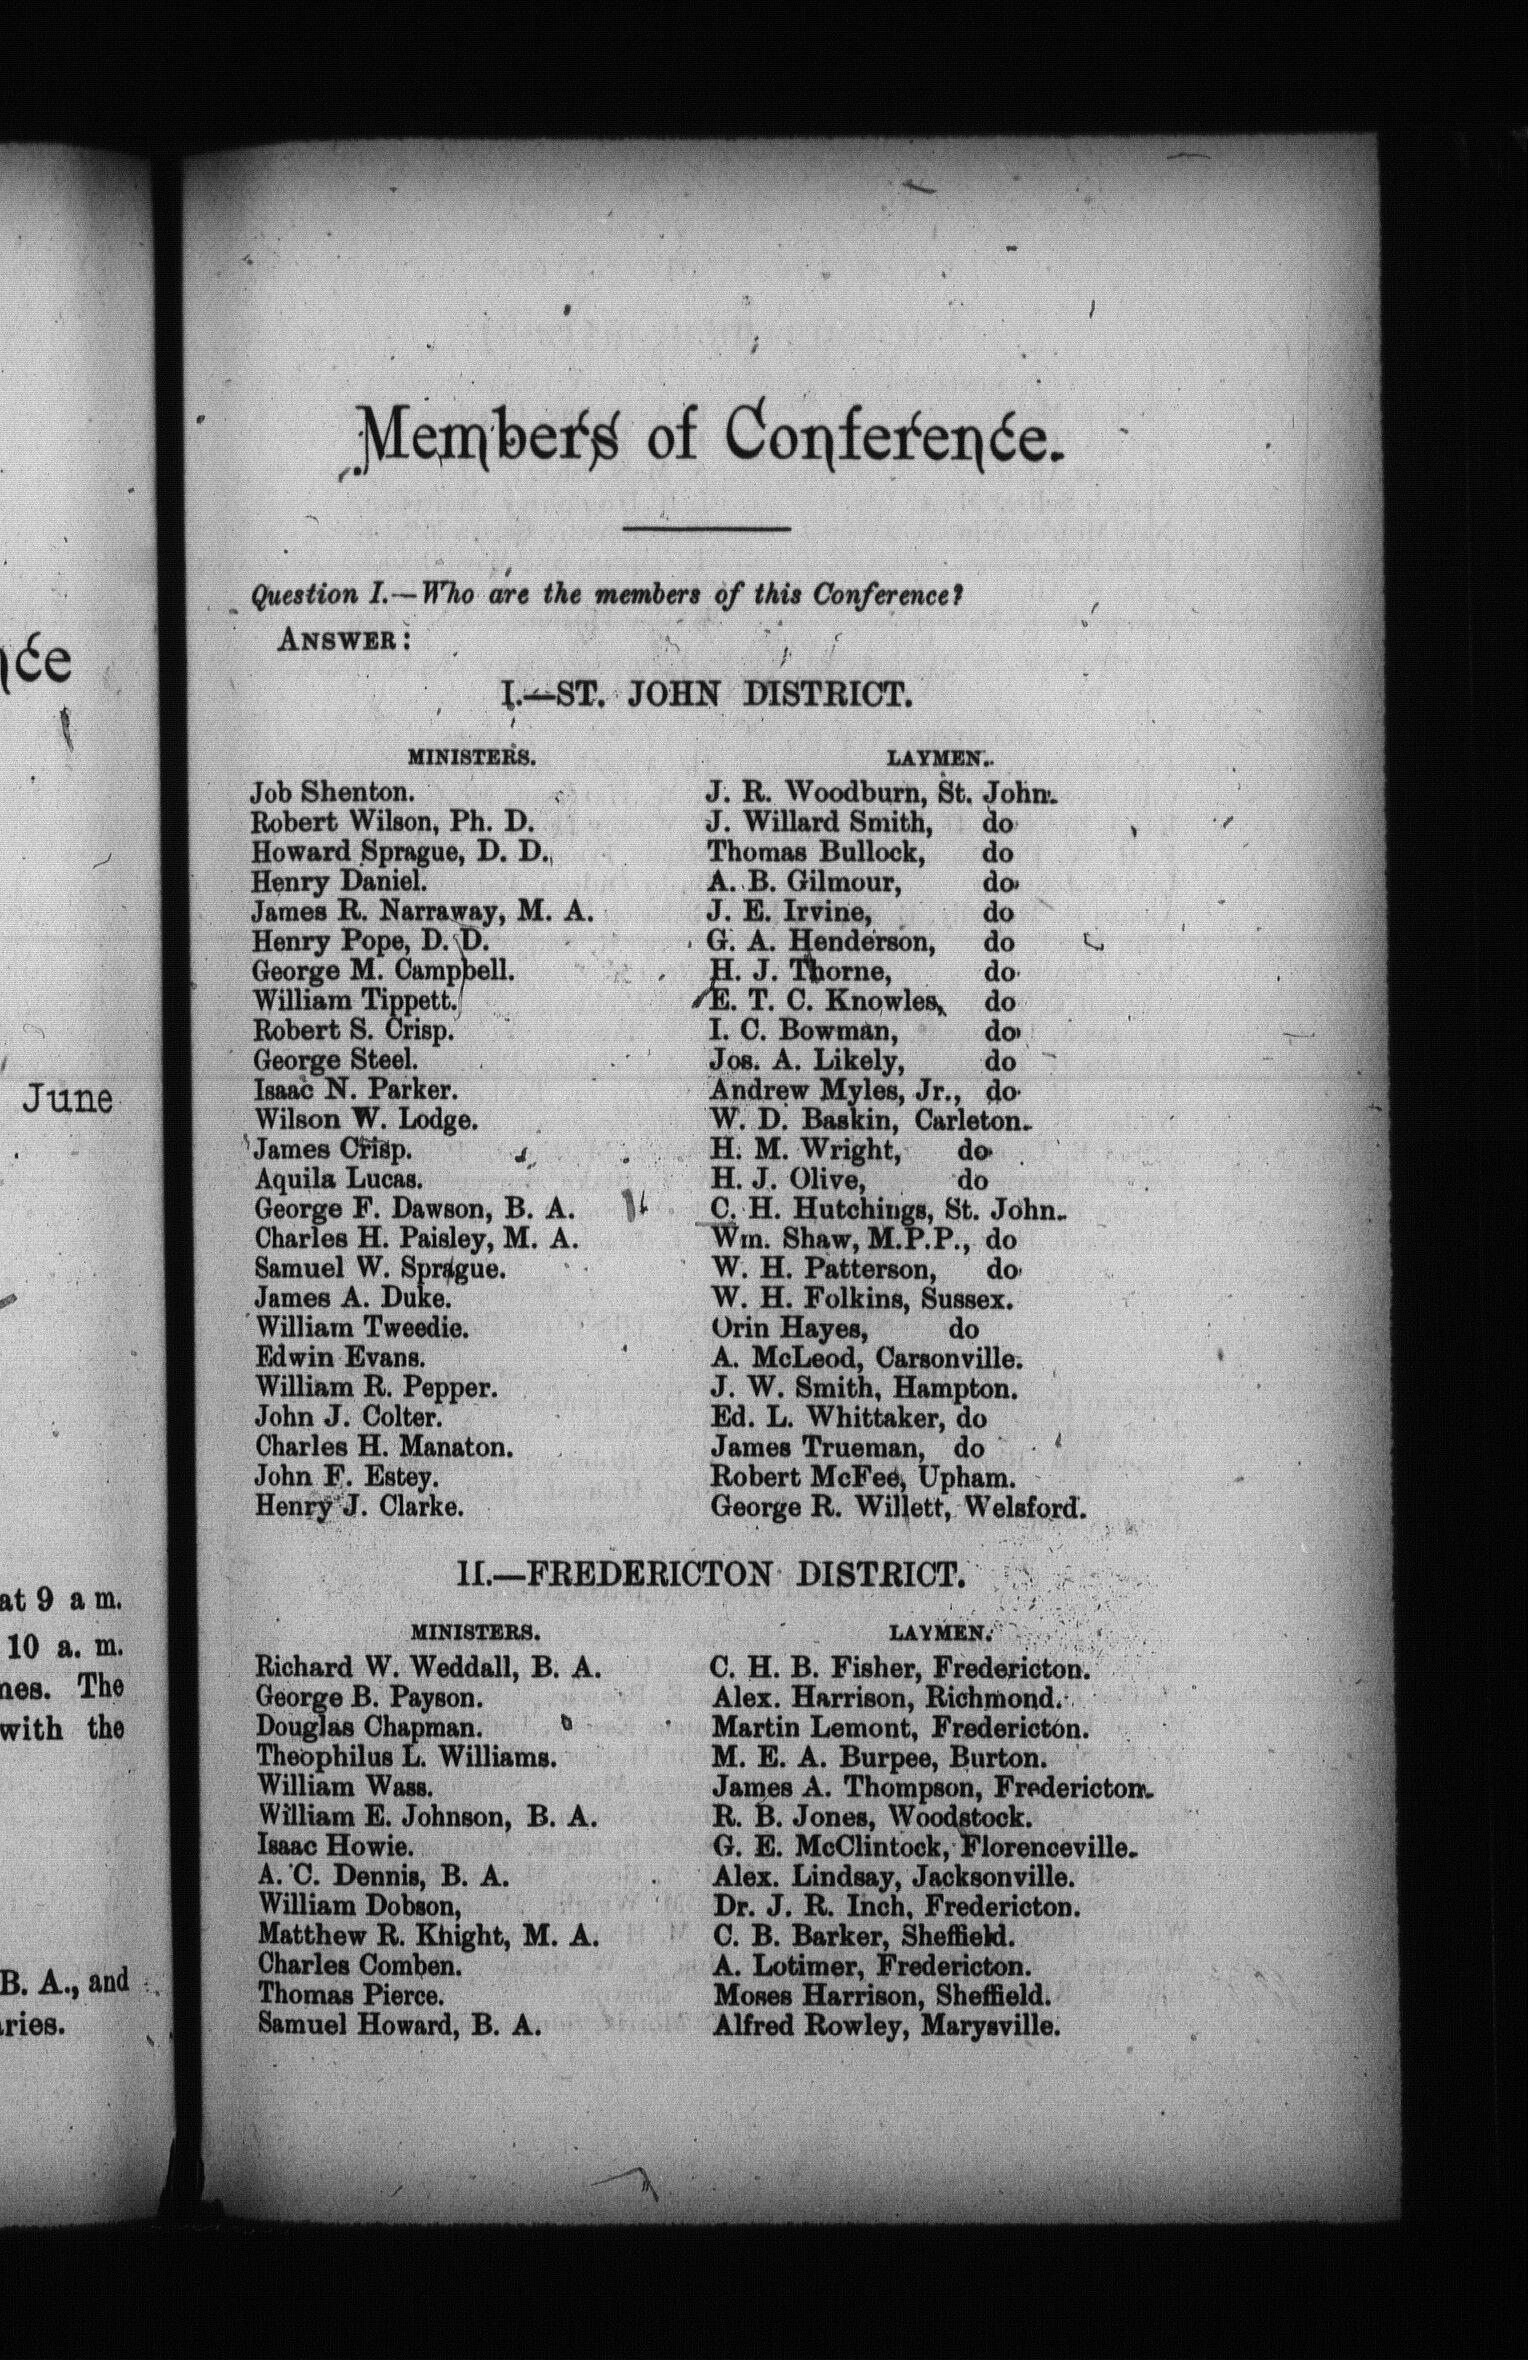 nce
June
at 9 a m.
10 a. m.
The
with the
B. A., and
Members of Conference.
Question I.—Who are the members of this Conference?
ANSWER:
I.—ST. JOHN DISTRICT.
MINISTERS. LAYMEN.
Job Shenton. J. R. Woodburn, St. John.
Robert Wilson, Ph. D. J. Willard Smith, do
Howard Sprague, D. D. Thomas Bullock, do
Henry Daniel. A. B. Gilmour, do
James R. Narraway, M. A. J. E. Irvine, do
Henry Pope, D. D. G. A. Henderson, do
George M. Campbell. H. J. Thorne, do
William Tippett. E. T. C. Knowles, do
Robert S. Crisp. I. C. Bowman, do
George Steel. Jos. A. Likely, do
Isaac N. Parker. Andrew Myles, Jr., do
Wilson W. Lodge. W. D. Baskin, Carleton.
James Crisp. H. M. Wright, do
Aquila Lucas. H. J. Olive, do
George F. Dawson, B. A. C. H. Hutchings, St. John.
Charles H. Paisley, M. A. Wm. Shaw, M.P.P., do
Samuel W. Sprague. W. H. Patterson, do
James A. Duke. W. H. Folkins, Sussex.
William Tweedie. Orin Hayes, do
Edwin Evans. A. McLeod, Carsonville.
William R. Pepper. J. W. Smith, Hampton.
John J. Colter. Ed. L. Whittaker, do
Charles H. Manaton. James Trueman, do
John F. Estey. Robert McFee, Upham.
Henry J. Clarke. George R. Willett, Welsford.
II.—FREDERICTON DISTRICT.
MINISTERS. LAYMEN.
Richard W. Weddall, B. A. C. H. B. Fisher, Fredericton.
George B. Payson. Alex. Harrison, Richmond.
Douglas Chapman. Martin Lemont, Fredericton.
Theophilus L. Williams. M. E. A. Burpee, Burton.
William Wass. James A. Thompson, Fredericton.
William E. Johnson, B. A. R. B. Jones, Woodstock.
Isaac Howie. G. E. McClintock, Florenceville.
A. C. Dennis, B. A. Alex. Lindsay, Jacksonville.
William Dobson, Dr. J. R. Inch, Fredericton.
Matthew R. Knight, M. A. C. B. Barker, Sheffield.
Charles Comben. A. Lotimer, Fredericton.
Thomas Pierce. Moses Harrison, Sheffield.
Samuel Howard, B. A. Alfred Rowley, Marysville.